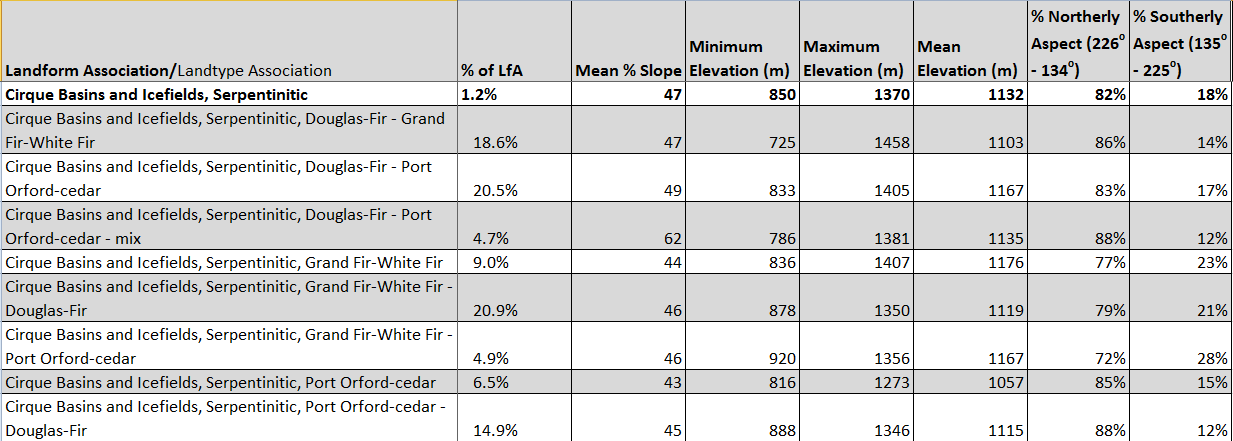 Landform Association/Landtype Association % of LfA Mean % Slope Minimum Elevation (m) Maximum Elevation (m) Mean Elevation (m) % Northerly Aspect (226° - 134°) % Southerly Aspect (135° - 225°)
Cirque Basins and Icefields, Serpentinitic 1.2% 47 850 1370 1132 82% 18%
Cirque Basins and Icefields, Serpentinitic, Douglas-Fir - Grand
Fir-White Fir 18.6% 47 725 1458 1103 86% 14%
Cirque Basins and Icefields, Serpentinitic, Douglas-Fir - Port
Orford-cedar 20.5% 49 833 1405 1167 83% 17%
Cirque Basins and Icefields, Serpentinitic, Douglas-Fir - Port
Orford-cedar - mix 4.7% 62 786 1381 1135 88% 12%
Cirque Basins and Icefields, Serpentinitic, Grand Fir-White Fir 9.0% 44 836 1407 1176 77% 23%
Cirque Basins and Icefields, Serpentinitic, Grand Fir-White Fir -
Douglas-Fir 20.9% 46 878 1350 1119 79% 21%
Cirque Basins and Icefields, Serpentinitic, Grand Fir-White Fir -
Port Orford-cedar 4.9% 46 920 1356 1167 72% 28%
Cirque Basins and Icefields, Serpentinitic, Port Orford-cedar 6.5% 43 816 1273 1057 85% 15%
Cirque Basins and Icefields, Serpentinitic, Port Orford-cedar -
Douglas-Fir 14.9% 45 888 1346 1115 88% 12%